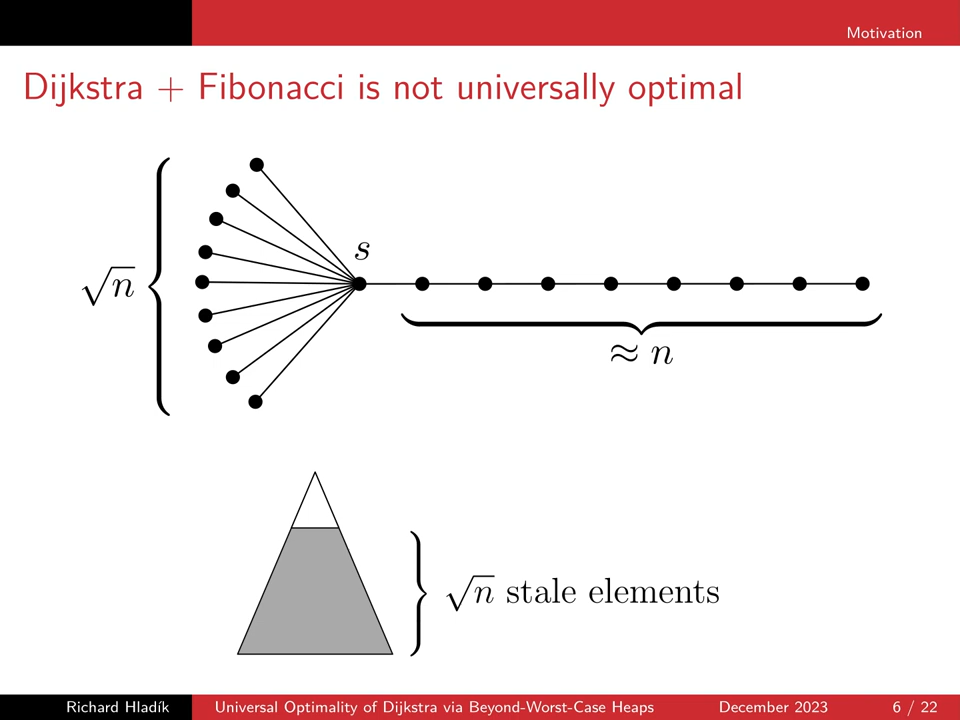 Motivation
Dijkstra + Fibonacci is not universally optimal
s
√n
≈ n
√n stale elements
Richard Hladík Universal Optimality of Dijkstra via Beyond-Worst-Case Heaps December 2023 6 / 22